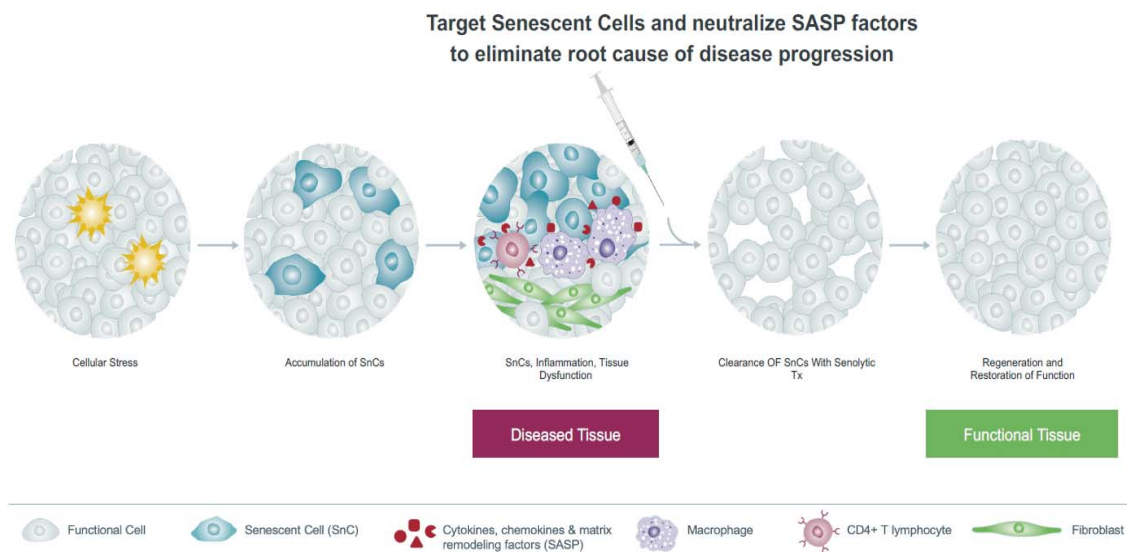 Target Senescent Cells and neutralize SASP factors
to eliminate root cause of disease progression
Cellular Stress
Accumulation of SnCs
SnCs, Inflammation, Tissue
Dysfunction
Clearance OF SnCs With Senolytic
Tx
Regeneration and
Restoration of Function
Diseased Tissue
Functional Tissue
Functional Cell
Senescent Cell (SnC)
Cytokines, chemokines & matrix
remodeling factors (SASP)
Macrophage
CD4+ T lymphocyte
Fibroblast